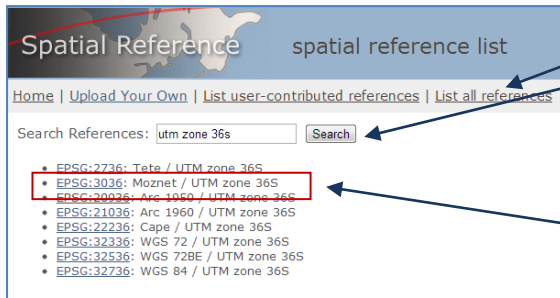 Spatial Reference spatial reference list
Home | Upload Your Own | List user-contributed references | List all references
Search References: utm zone 36s Search
EPSG:2736: Tete / UTM zone 36S
EPSG:3036: Moznet / UTM zone 36S
EPSG:20936: Arc 1950 / UTM zone 36S
EPSG:21036: Arc 1960 / UTM zone 36S
EPSG:22236: Cape / UTM zone 36S
EPSG:32336: WGS 72 / UTM zone 36S
EPSG:32536: WGS 72BE / UTM zone 36S
EPSG:32736: WGS 84 / UTM zone 36S